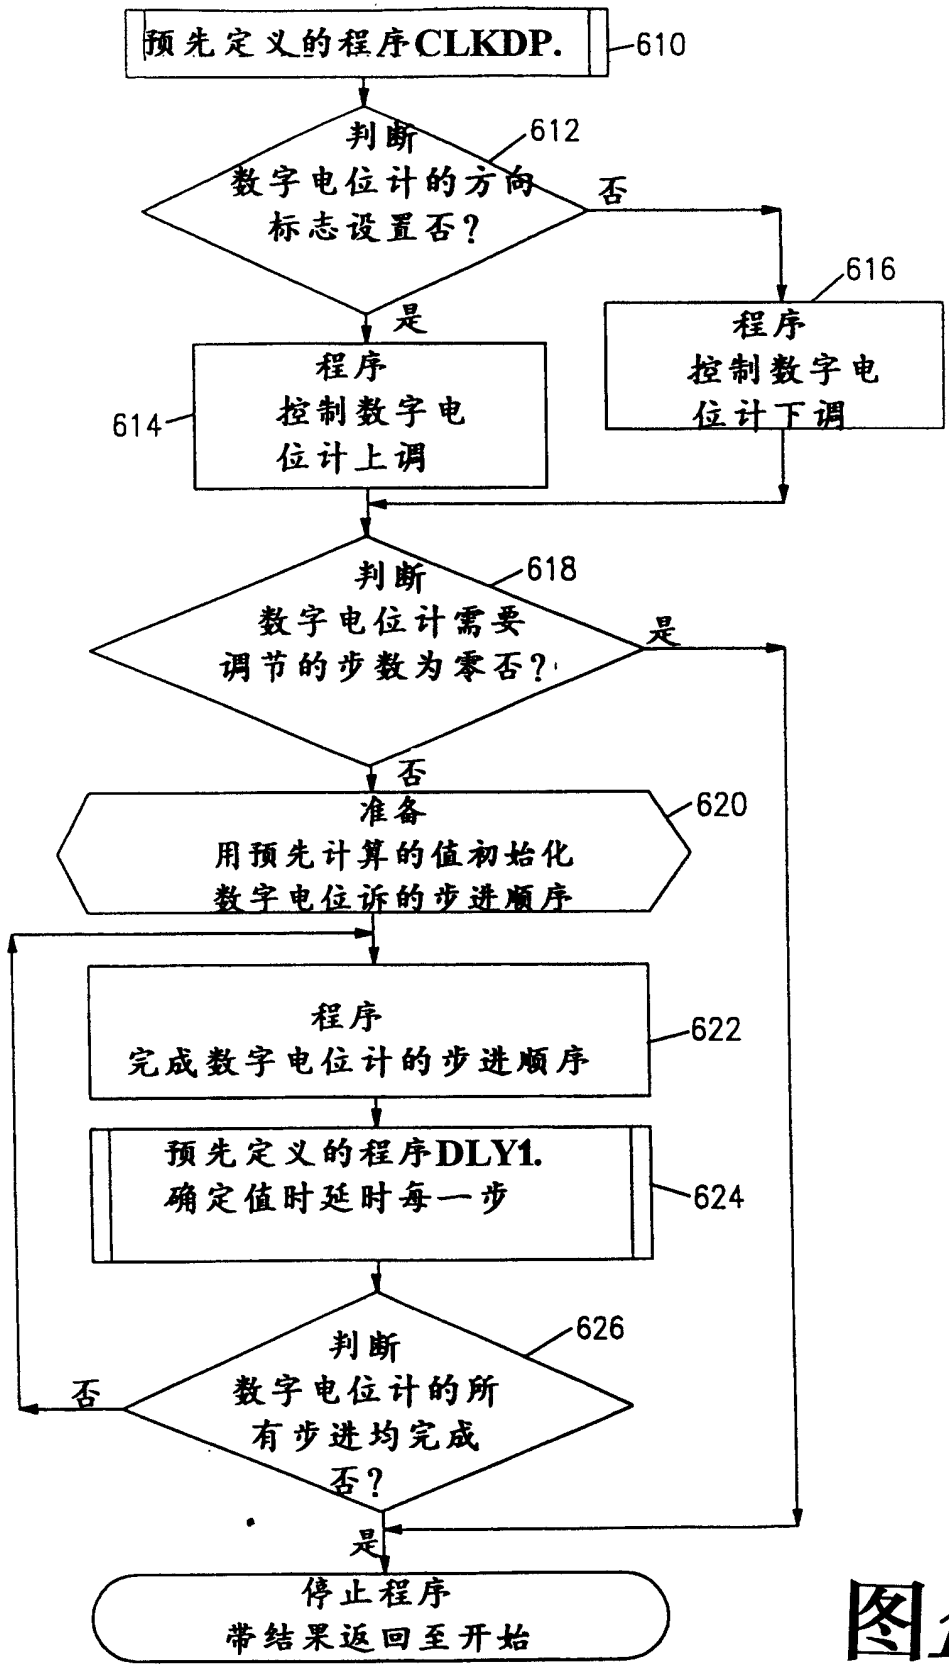 预先定义的程序CLKDP.
610
判断
612
数字电位计的方向
标志设置否?
否
616
是
程序
控制数字电
位计下调
程序
控制数字电
位计上调
614
判断
618
数字电位计需要
调节的步数为零否?
是
否
准备
620
用预先计算的值初始化
数字电位诉的步进顺序
程序
完成数字电位计的步进顺序
622
预先定义的程序DLY1.
确定值时延时每一步
624
判断
626
数字电位计的所
有步进均完成
否?
否
是
停止程序
带结果返回至开始
图